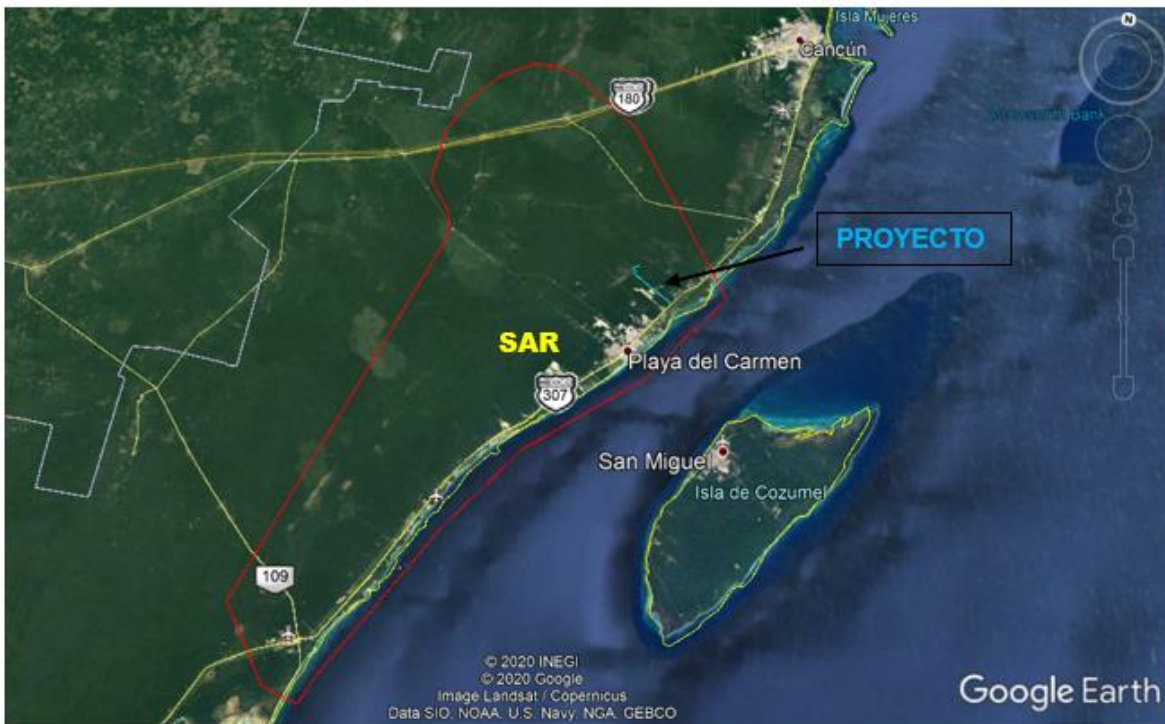 Isla Mujeres
N
Cancún
180
Bank
PROYECTO
SAR
Playa del Carmen
307
San Miguel
Isla de Cozumel
109
© 2020 INEGI
© 2020 Google
Image Landsat / Copernicus
Data SIO, NOAA, U.S. Navy, NGA, GEBCO
Google Earth